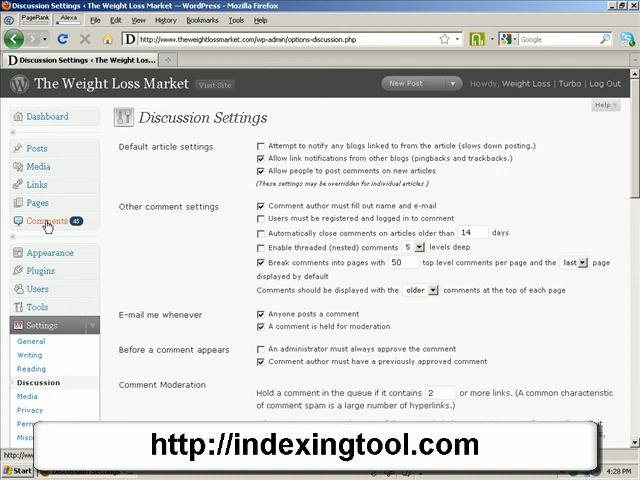 Discussion Settings ‹ The Weight Loss Market — WordPress - Mozilla Firefox
PageRank Alexa File Edit View History Bookmarks Tools Help
http://www.theweightlossmarket.com/wp-admin/options-discussion.php
Discussion Settings ‹ The Weight Los...
The Weight Loss Market Visit Site New Post Howdy, Weight Loss | Turbo | Log Out
Help
Dashboard
Posts
Media
Links
Pages
Comments 45
Appearance
Plugins
Users
Tools
Settings
General
Writing
Reading
Discussion
Media
Privacy
Discussion Settings
Default article settings
Attempt to notify any blogs linked to from the article (slows down posting.)
Allow link notifications from other blogs (pingbacks and trackbacks.)
Allow people to post comments on new articles
(These settings may be overridden for individual articles.)
Other comment settings
Comment author must fill out name and e-mail
Users must be registered and logged in to comment
Automatically close comments on articles older than 14 days
Enable threaded (nested) comments 5 levels deep
Break comments into pages with 50 top level comments per page and the last page
displayed by default
Comments should be displayed with the older comments at the top of each page
E-mail me whenever
Anyone posts a comment
A comment is held for moderation
Before a comment appears
An administrator must always approve the comment
Comment author must have a previously approved comment
Comment Moderation
Hold a comment in the queue if it contains 2 or more links. (A common characteristic
of comment spam is a large number of hyperlinks.)
http://indexingtool.com
Start
Discussion Settings
4:28 PM